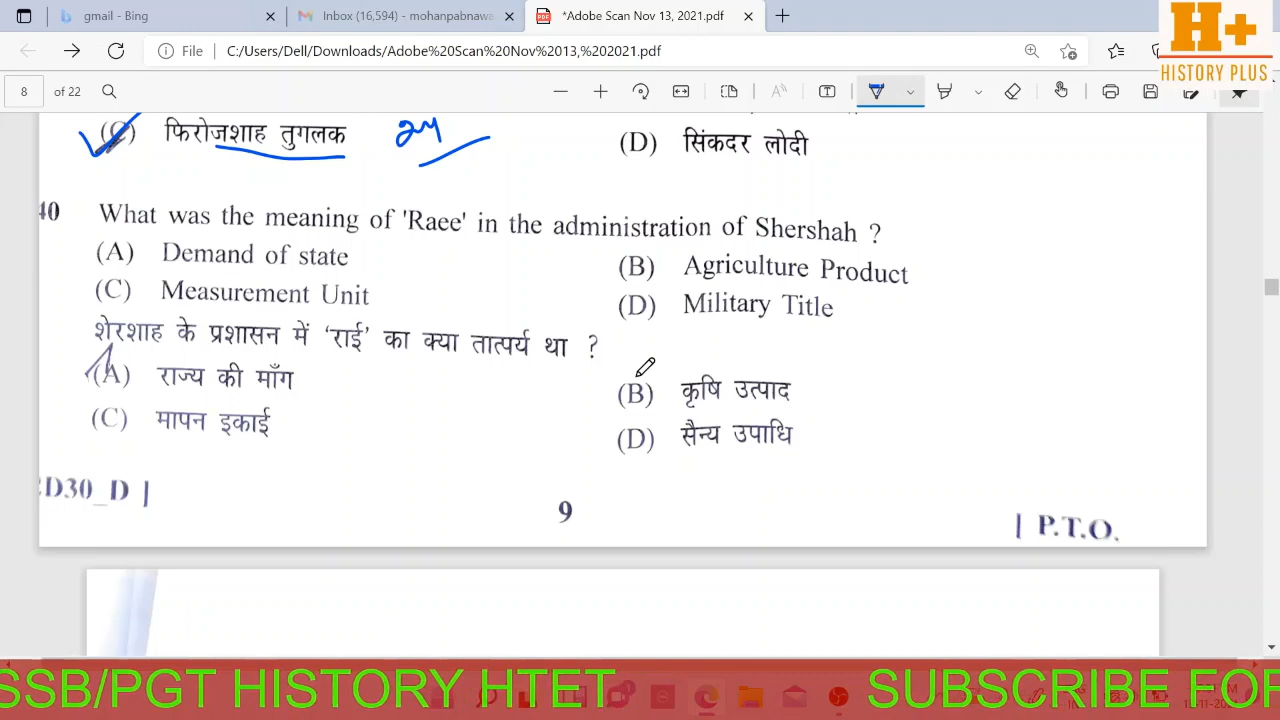 gmail - Bing
Inbox (16,594) - mohanpabnawa
*Adobe Scan Nov 13, 2021.pdf
File C:/Users/Dell/Downloads/Adobe%20Scan%20Nov%2013,%202021.pdf
H+
HISTORY PLUS
8 of 22
(C) फिरोजशाह तुगलक
(D) सिंकदर लोदी
40 What was the meaning of 'Raee' in the administration of Shershah ?
(A) Demand of state
(B) Agriculture Product
(C) Measurement Unit
(D) Military Title
शेरशाह के प्रशासन में ‘राई’ का क्या तात्पर्य था ?
(A) राज्य की माँग
(B) कृषि उत्पाद
(C) मापन इकाई
(D) सैन्य उपाधि
D30_D |
9
| P.T.O.
SSB/PGT HISTORY HTET SUBSCRIBE FOR